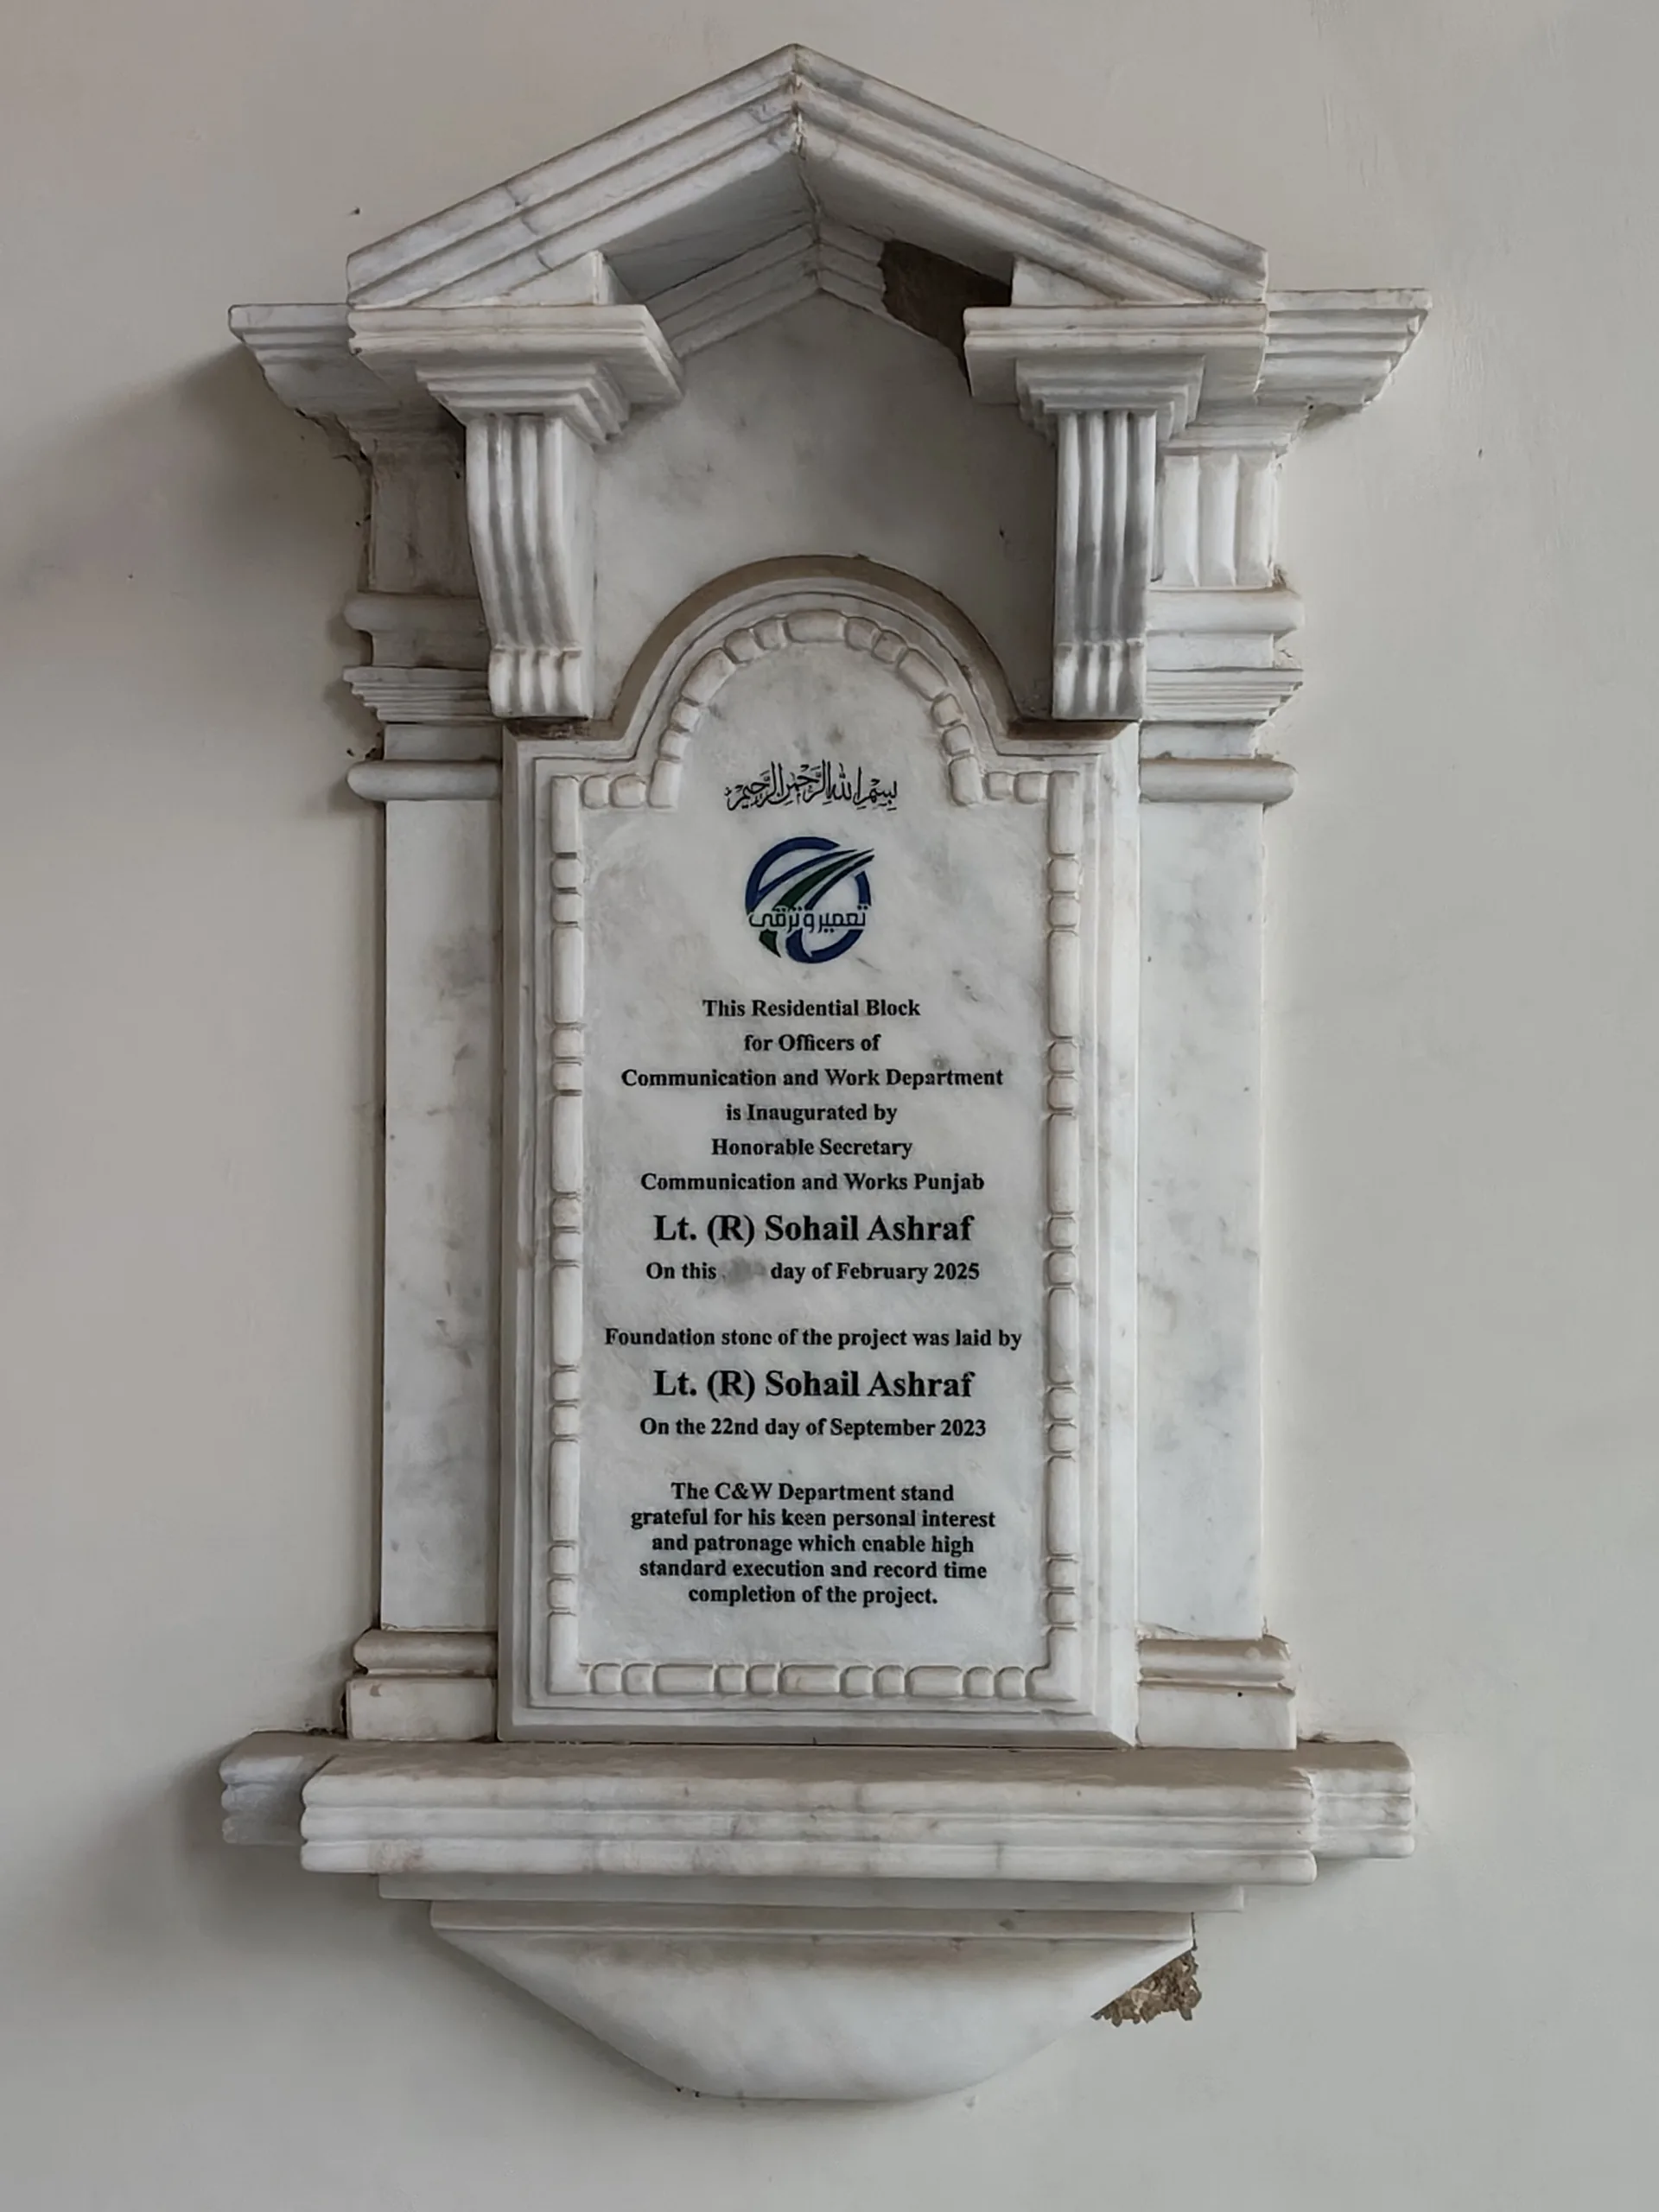 بسم الله الرحمن الرحيم
تعمیر و ترقی
This Residential Block
for Officers of
Communication and Work Department
is Inaugurated by
Honorable Secretary
Communication and Works Punjab
Lt. (R) Sohail Ashraf
On this day of February 2025
Foundation stone of the project was laid by
Lt. (R) Sohail Ashraf
On the 22nd day of September 2023
The C&W Department stand
grateful for his keen personal interest
and patronage which enable high
standard execution and record time
completion of the project.